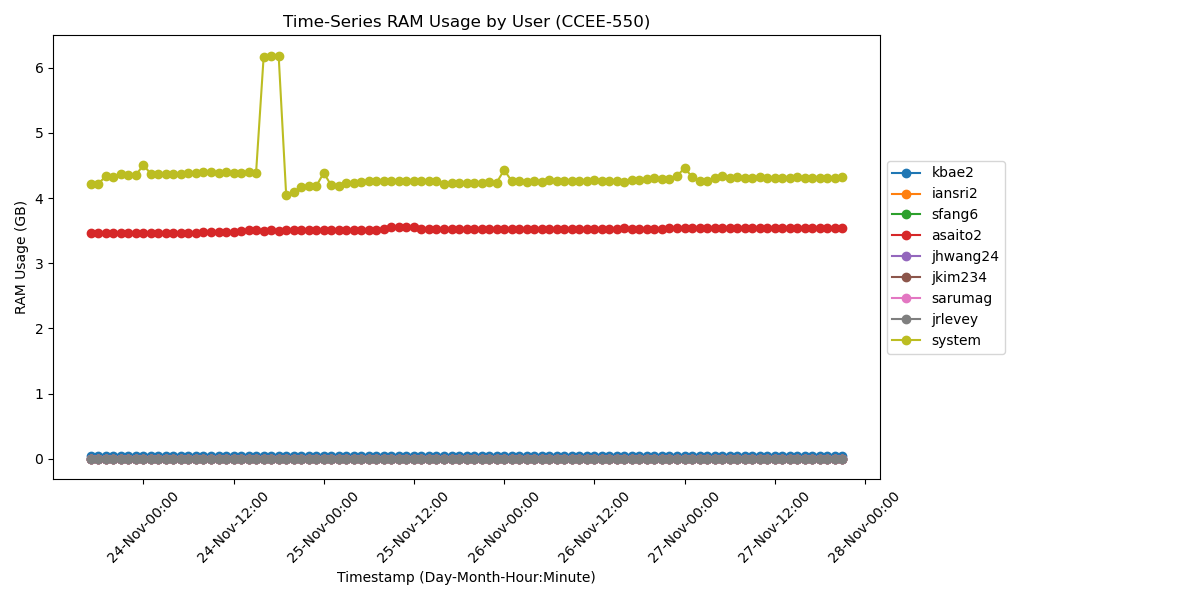 Time-Series RAM Usage by User (CCEE-550)
RAM Usage (GB)
6
5
4
3
2
1
0
24-Nov-00:00
24-Nov-12:00
25-Nov-00:00
25-Nov-12:00
26-Nov-00:00
26-Nov-12:00
27-Nov-00:00
27-Nov-12:00
28-Nov-00:00
Timestamp (Day-Month-Hour:Minute)
kbae2
iansri2
sfang6
asaito2
jhwang24
jkim234
sarumag
jrlevey
system